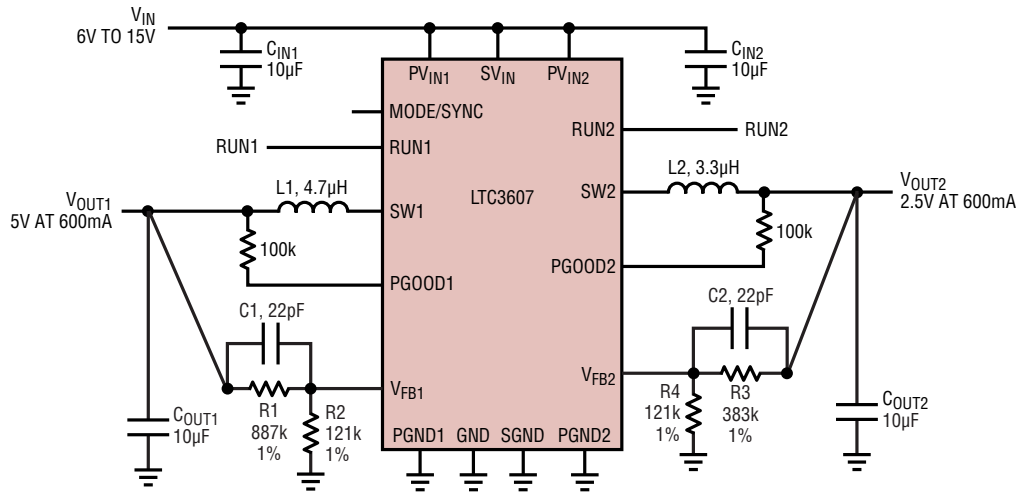 VIN
6V TO 15V
CIN1
10µF
CIN2
10µF
PVIN1
SVIN
PVIN2
MODE/SYNC
RUN1
RUN1
RUN2
RUN2
LTC3607
VOUT1
5V AT 600mA
L1, 4.7µH
SW1
100k
PGOOD1
SW2
L2, 3.3µH
VOUT2
2.5V AT 600mA
100k
PGOOD2
C1, 22pF
VFB1
R1
887k
1%
R2
121k
1%
COUT1
10µF
C2, 22pF
VFB2
R4
121k
1%
R3
383k
1%
COUT2
10µF
PGND1
GND
SGND
PGND2